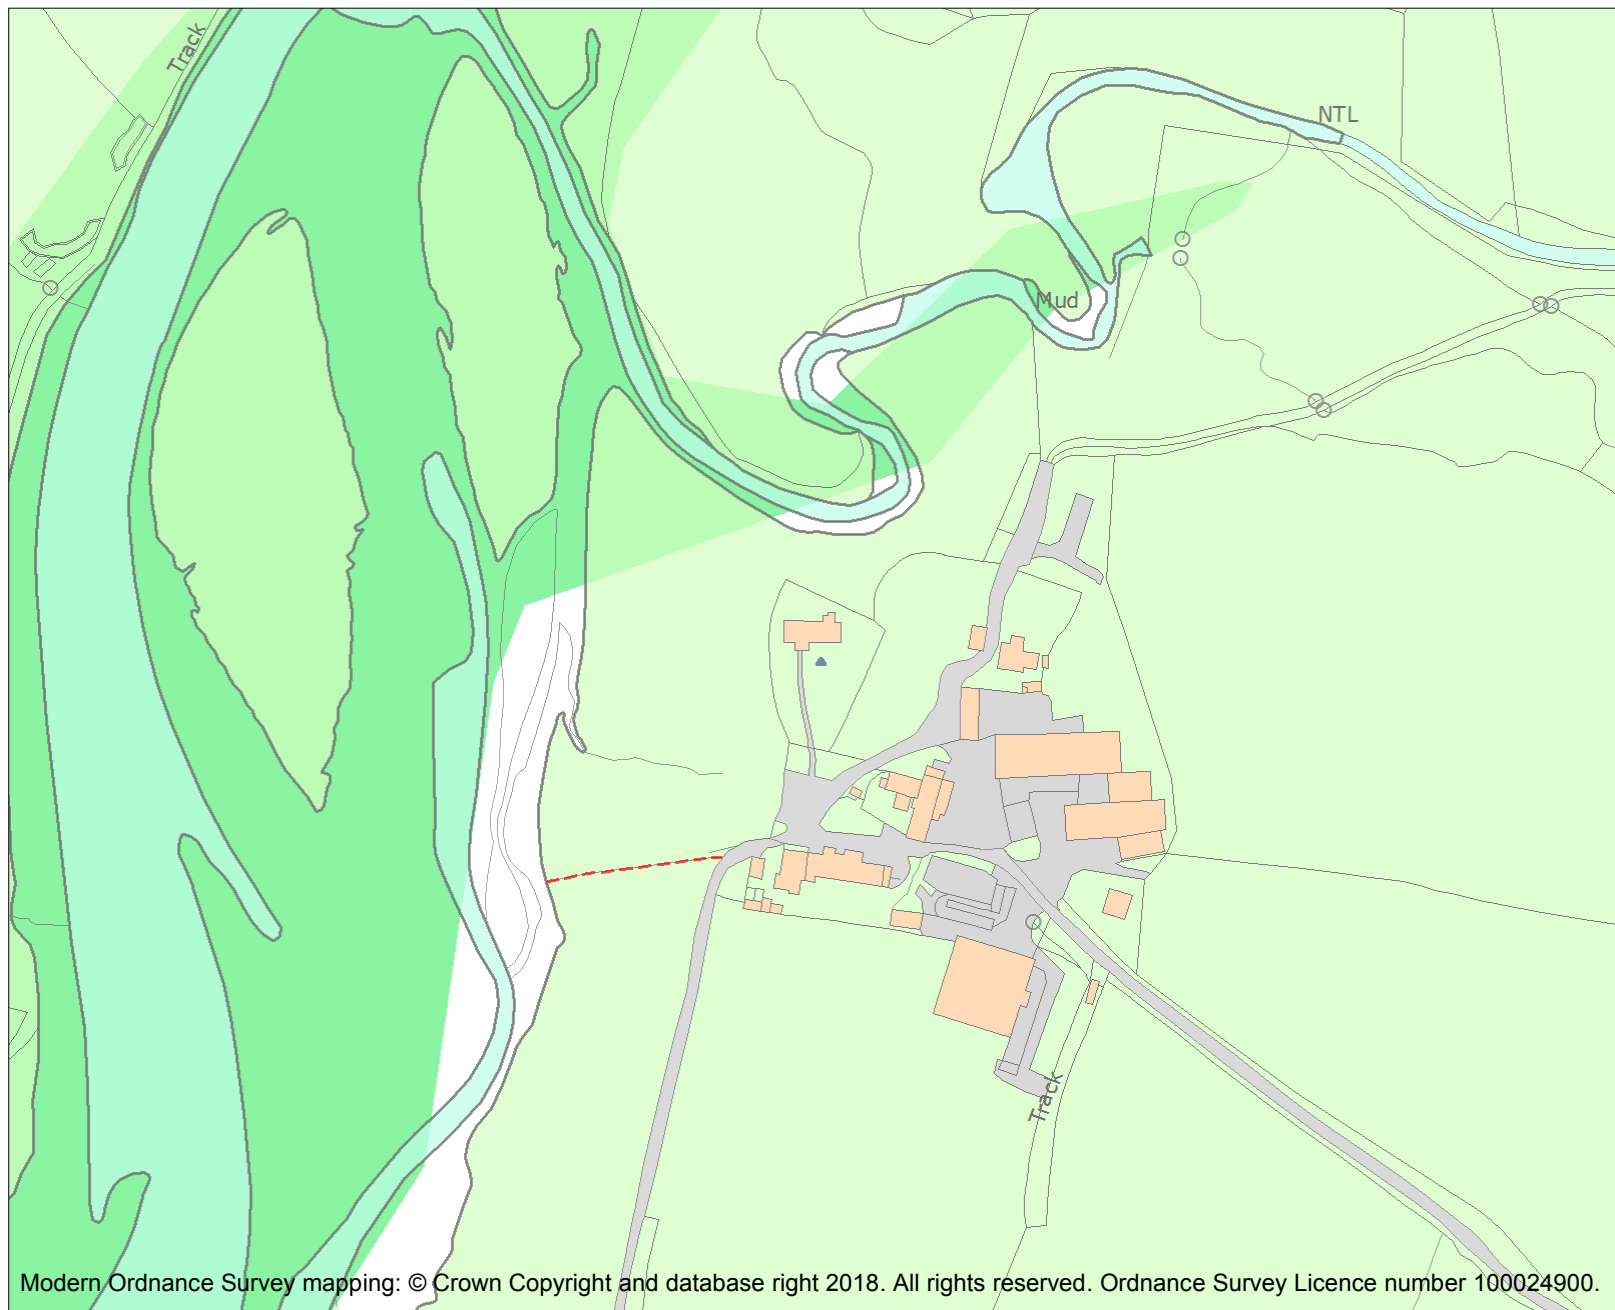 Track
NTL
Mud
Track
Modern Ordnance Survey mapping: © Crown Copyright and database right 2018. All rights reserved. Ordnance Survey Licence number 100024900.